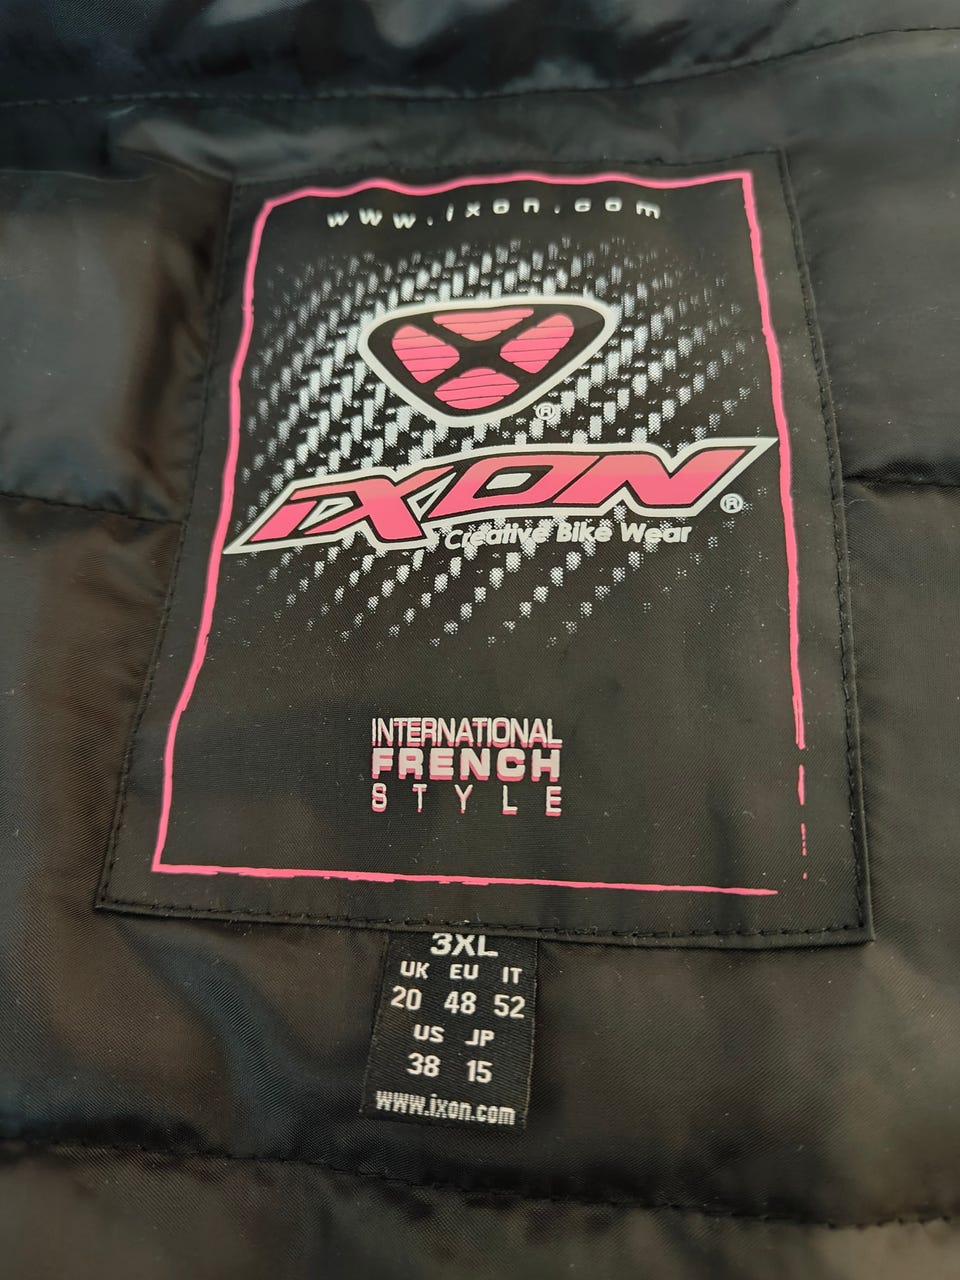 www.ixon.com
®
IXON®
Creative Bike Wear
INTERNATIONAL
FRENCH
STYLE
3XL
UK EU IT
20 48 52
US JP
38 15
www.ixon.com